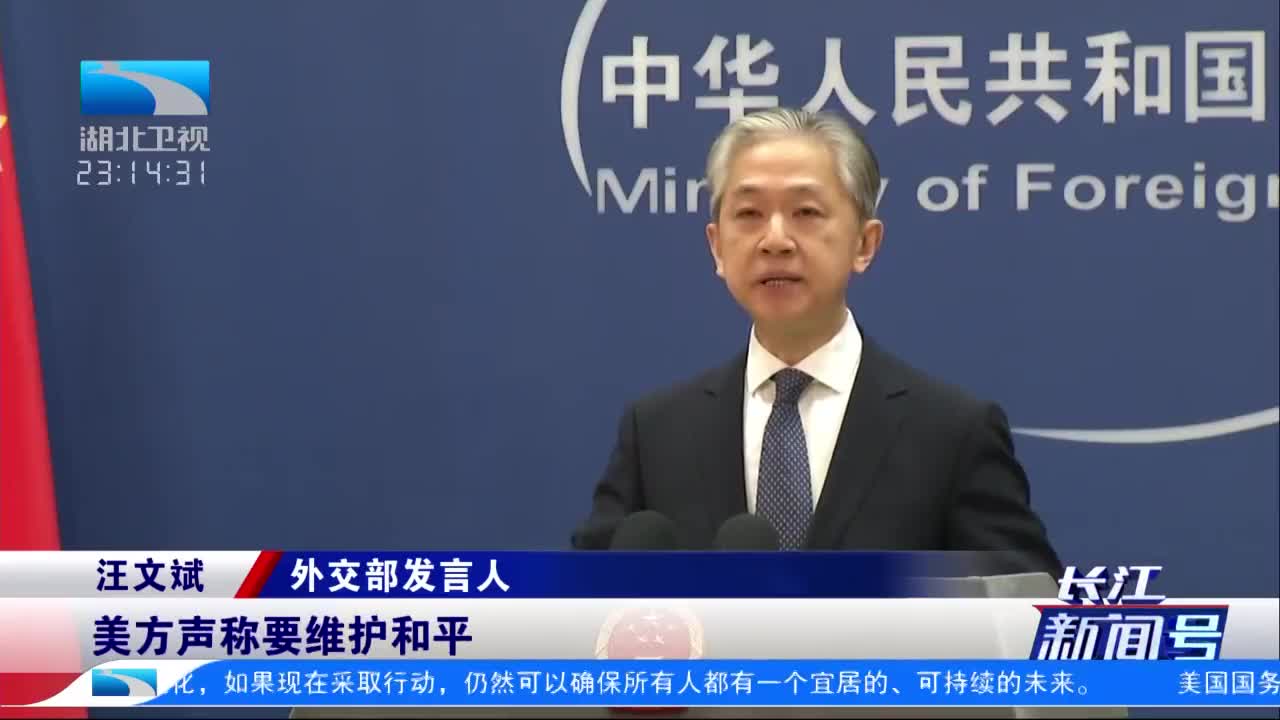 中华人民共和国
Ministry of Foreign
湖北卫视
23:14:31
汪文斌 外交部发言人
美方声称要维护和平
长江
新闻号
化，如果现在采取行动，仍然可以确保所有人都有一个宜居的、可持续的未来。 美国国务